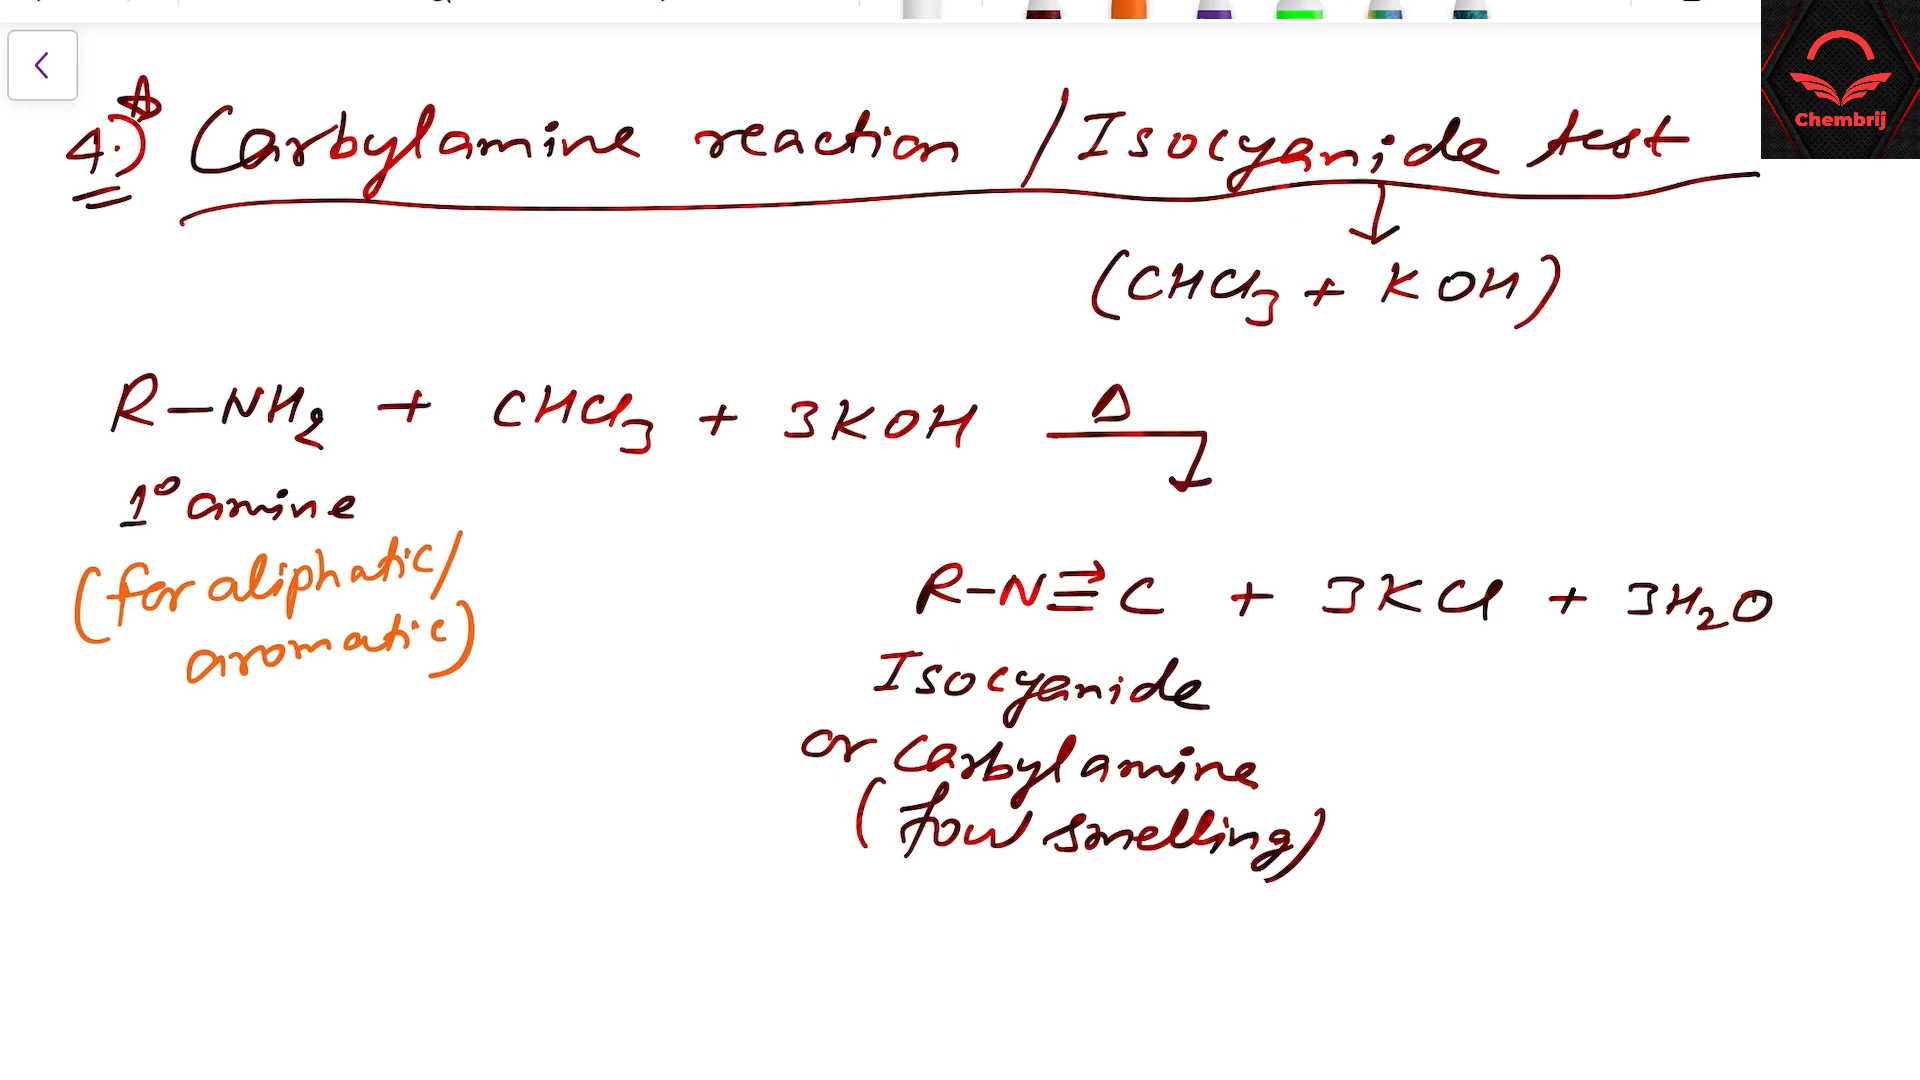 Chembrij
4.) Carbylamine reaction / Isocyanide test
(CHCl3 + KOH)
R-NH2 + CHCl3 + 3KOH Δ
1° amine
(for aliphatic/
aromatic)
R-N≡C + 3KCl + 3H2O
Isocyanide
or Carbylamine
(foul smelling)